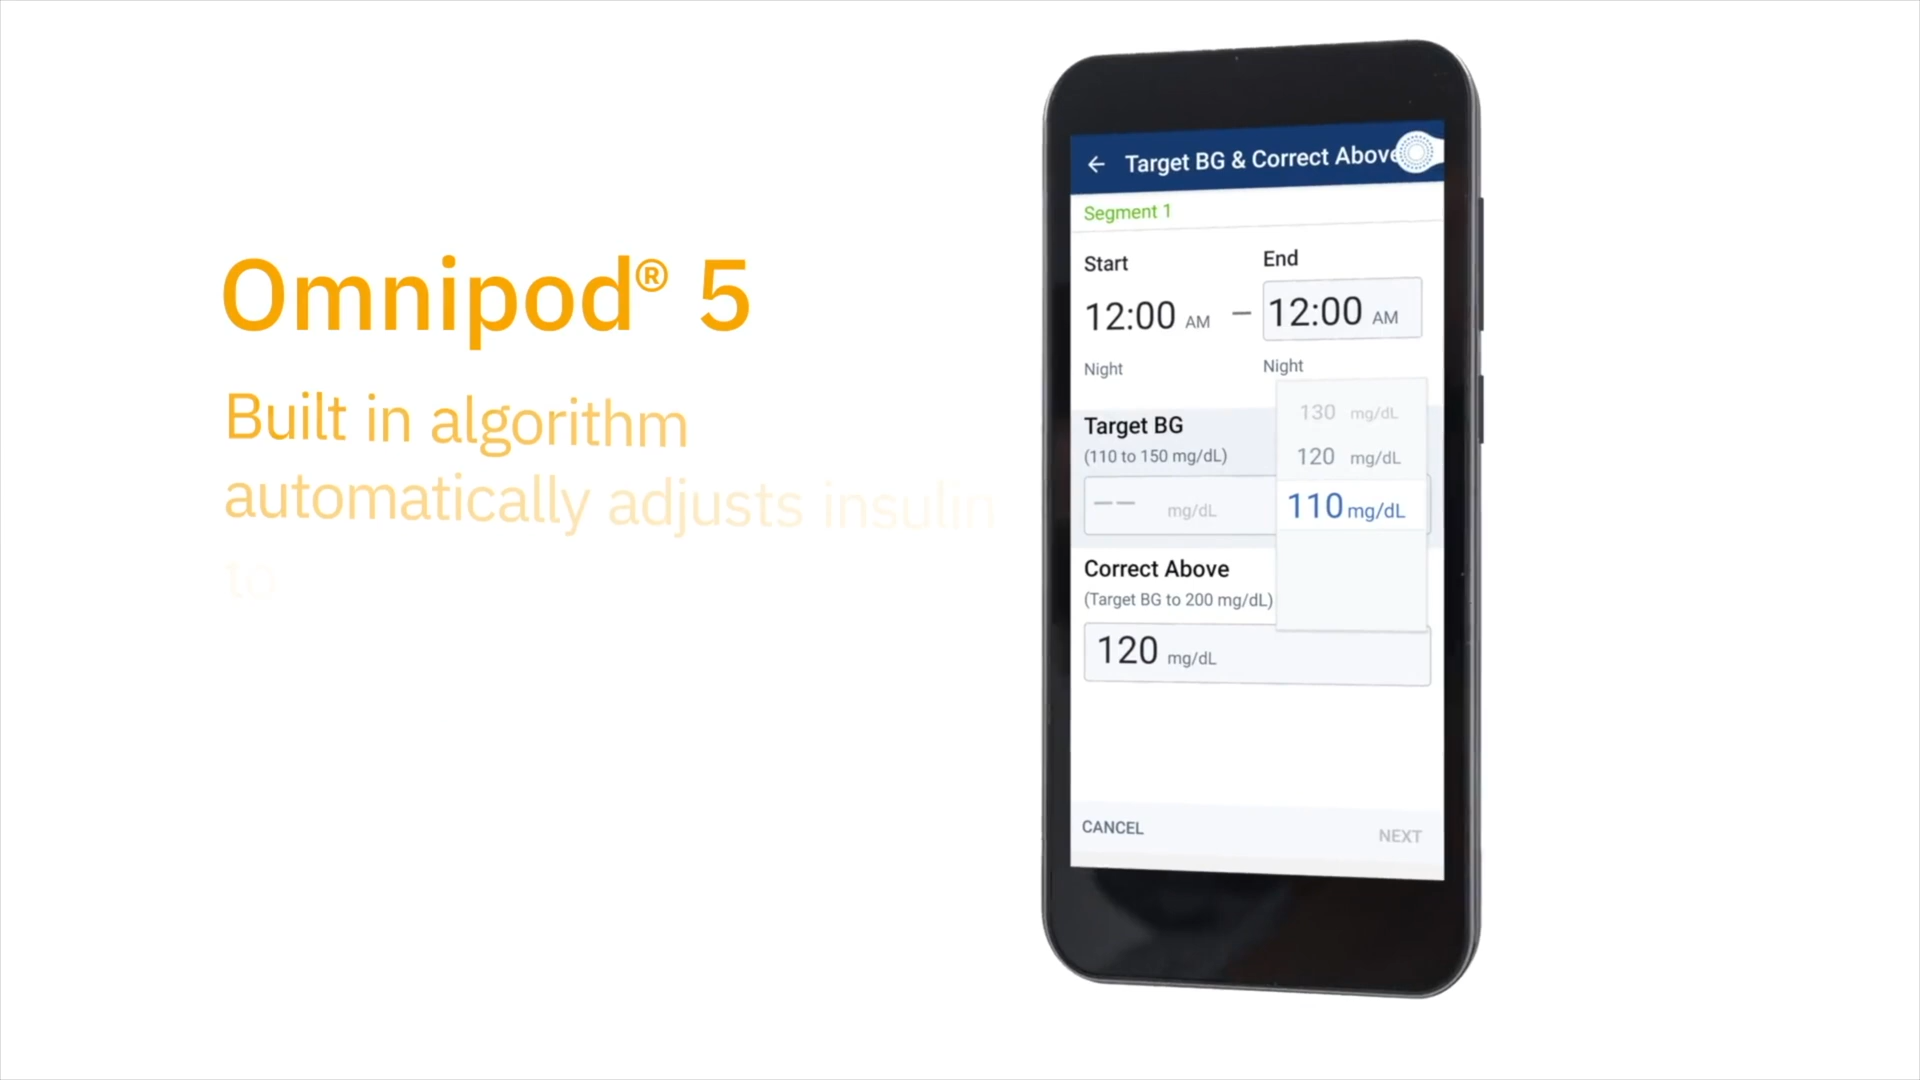 Omnipod® 5
Built in algorithm
automatically adjusts insulin
to
Target BG & Correct Above
Segment 1
Start
End
12:00 AM – 12:00 AM
Night
Night
130 mg/dL
Target BG
(110 to 150 mg/dL)
120 mg/dL
-- mg/dL
110 mg/dL
Correct Above
(Target BG to 200 mg/dL)
120 mg/dL
CANCEL
NEXT